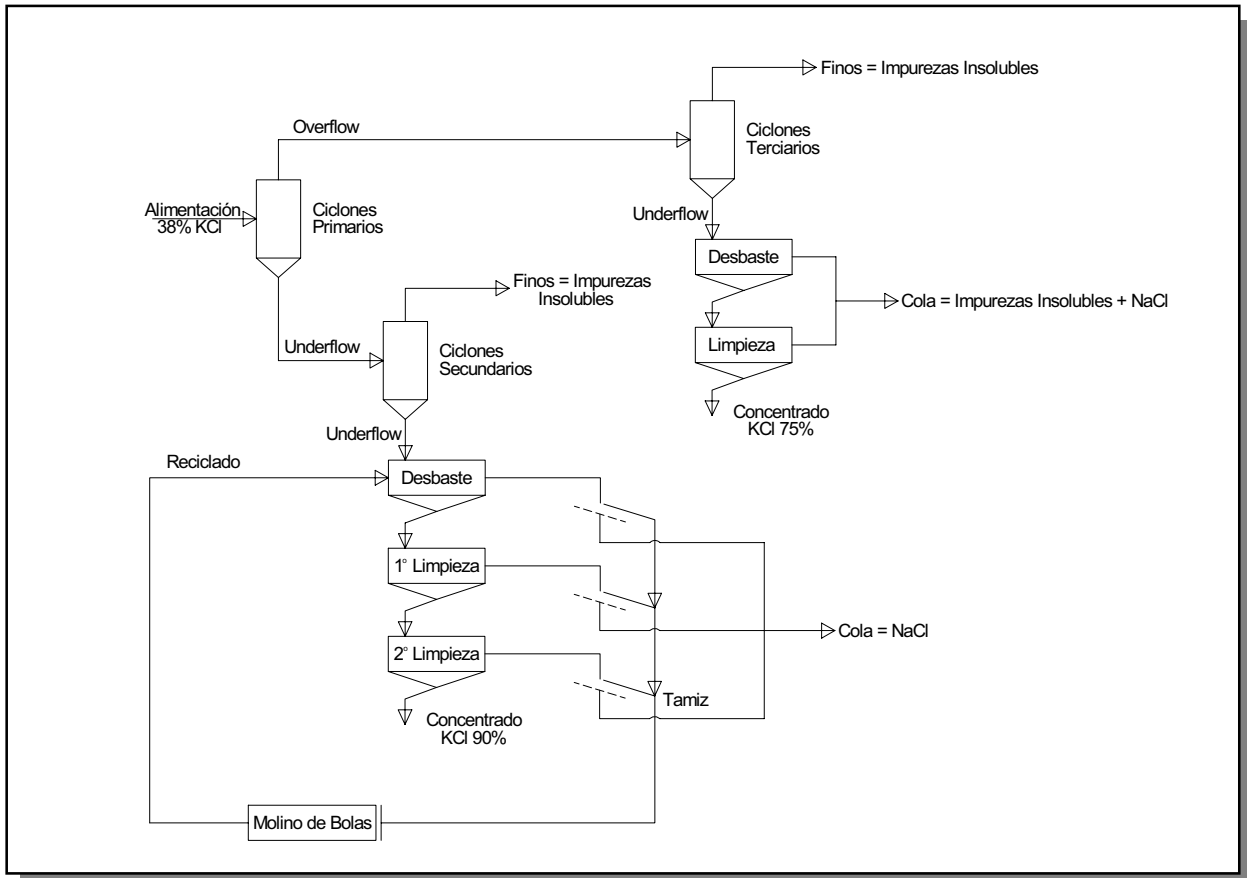 Finos = Impurezas Insolubles
Overflow
Ciclones
Terciarios
Alimentación
38% KCl
Ciclones
Primarios
Underflow
Desbaste
Finos = Impurezas
Insolubles
Cola = Impurezas Insolubles + NaCl
Underflow
Ciclones
Secundarios
Limpieza
Concentrado
KCl 75%
Underflow
Reciclado
Desbaste
1° Limpieza
Cola = NaCl
2° Limpieza
Tamiz
Concentrado
KCl 90%
Molino de Bolas